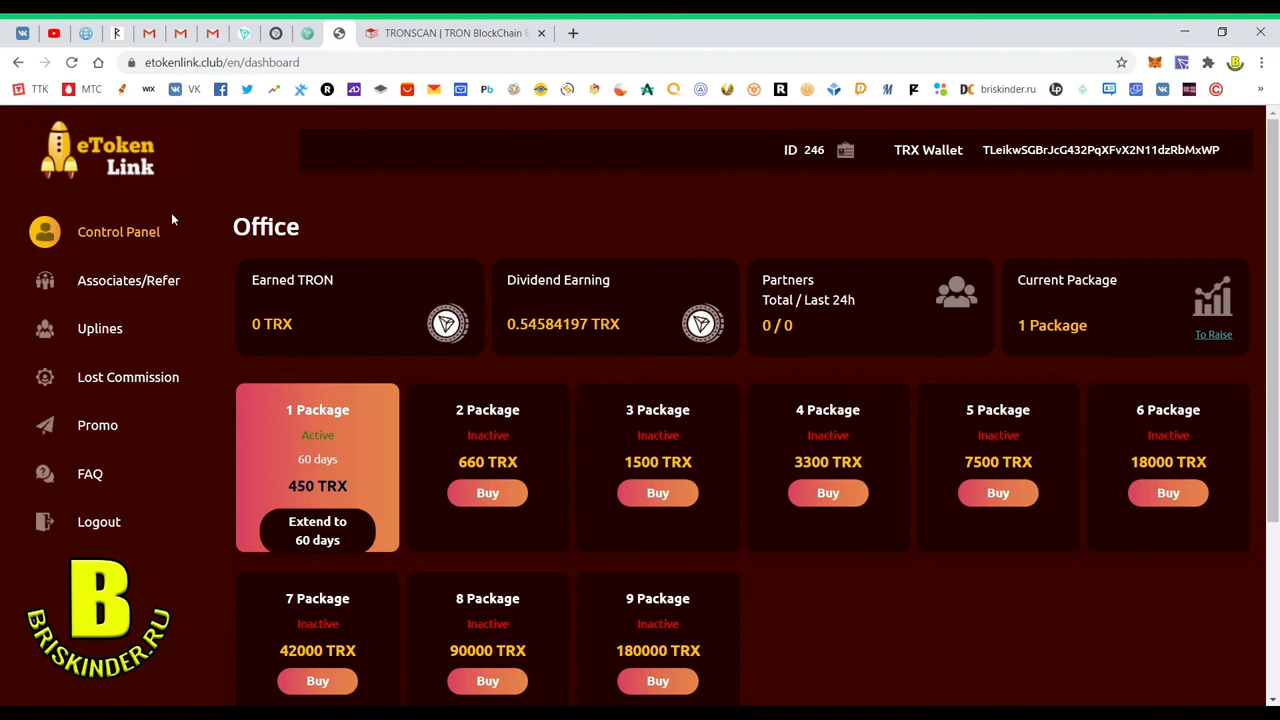 TRONSCAN | TRON BlockChain E
etokenlink.club/en/dashboard
TTK
МТС
WIX
VK
Pb
DC briskinder.ru
Lp
eToken
Link
ID 246
TRX Wallet
TLeikwSGBrJcG432PqXFvX2N11dzRbMxWP
Control Panel
Associates/Refer
Uplines
Lost Commission
Promo
FAQ
Logout
B
BRISKINDER.RU
Office
Earned TRON
0 TRX
Dividend Earning
0.54584197 TRX
Partners
Total / Last 24h
0 / 0
Current Package
1 Package
To Raise
1 Package
Active
60 days
450 TRX
Extend to
60 days
2 Package
Inactive
660 TRX
Buy
3 Package
Inactive
1500 TRX
Buy
4 Package
Inactive
3300 TRX
Buy
5 Package
Inactive
7500 TRX
Buy
6 Package
Inactive
18000 TRX
Buy
7 Package
Inactive
42000 TRX
Buy
8 Package
Inactive
90000 TRX
Buy
9 Package
Inactive
180000 TRX
Buy